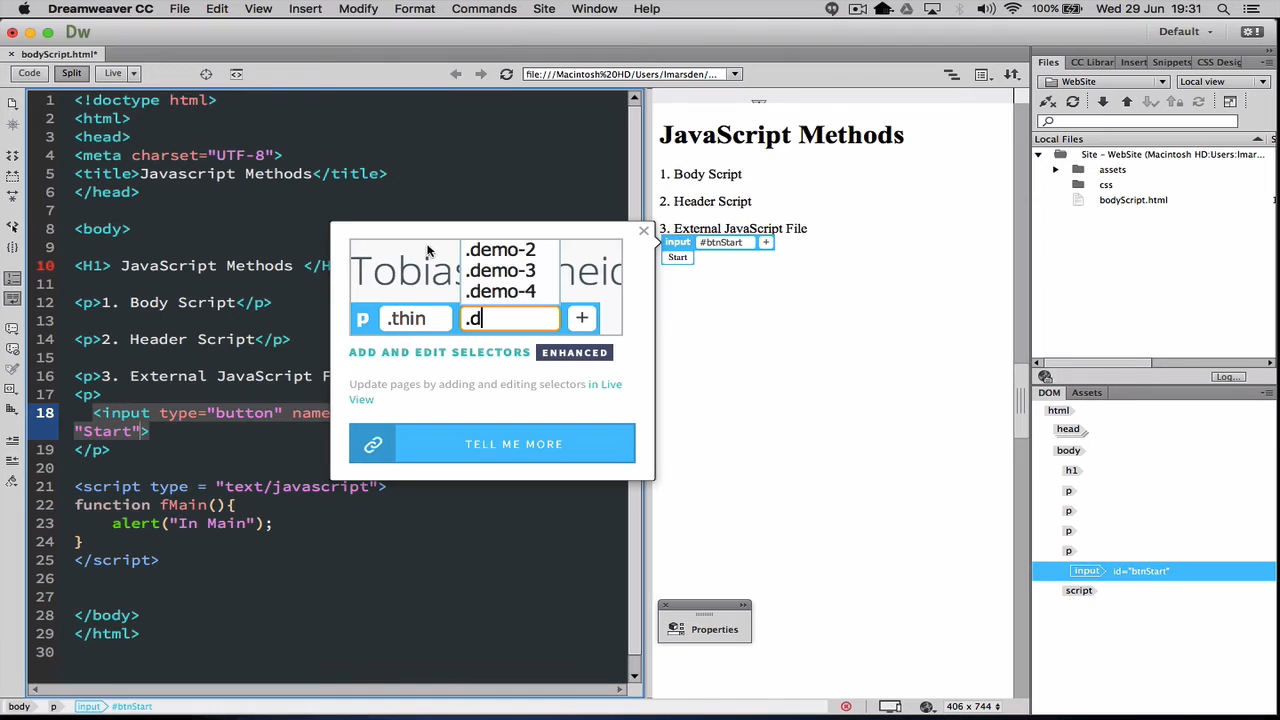 Dreamweaver CC File Edit View Insert Modify Format Commands Site Window Help 100% Wed 29 Jun 19:31
Dw Default
bodyScript.html*
Code Split Live file:///Macintosh%20HD/Users/lmarsden/...
1 <!doctype html>
2 <html>
3 <head>
4 <meta charset="UTF-8">
5 <title>Javascript Methods</title>
6 </head>
7
8 <body>
9
10 <H1> JavaScript Methods </H
11
12 <p>1. Body Script</p>
13
14 <p>2. Header Script</p>
15
16 <p>3. External JavaScript F
17 <p>
18 <input type="button" name
"Start">
19 </p>
20
21 <script type = "text/javascript">
22 function fMain(){
23 alert("In Main");
24 }
25 </script>
26
27
28 </body>
29 </html>
30
.demo-2
.demo-3
.demo-4
p .thin .d +
ADD AND EDIT SELECTORS ENHANCED
Update pages by adding and editing selectors in Live
View
TELL ME MORE
JavaScript Methods
1. Body Script
2. Header Script
3. External JavaScript File
input #btnStart +
Start
Properties
Files CC Librar Insert Snippets CSS Desig
WebSite Local view
Local Files
Site - WebSite (Macintosh HD:Users:lmar...
assets
css
bodyScript.html
Log...
DOM Assets
html
head
body
h1
p
p
p
p
input id="btnStart"
script
body p input #btnStart 406 x 744